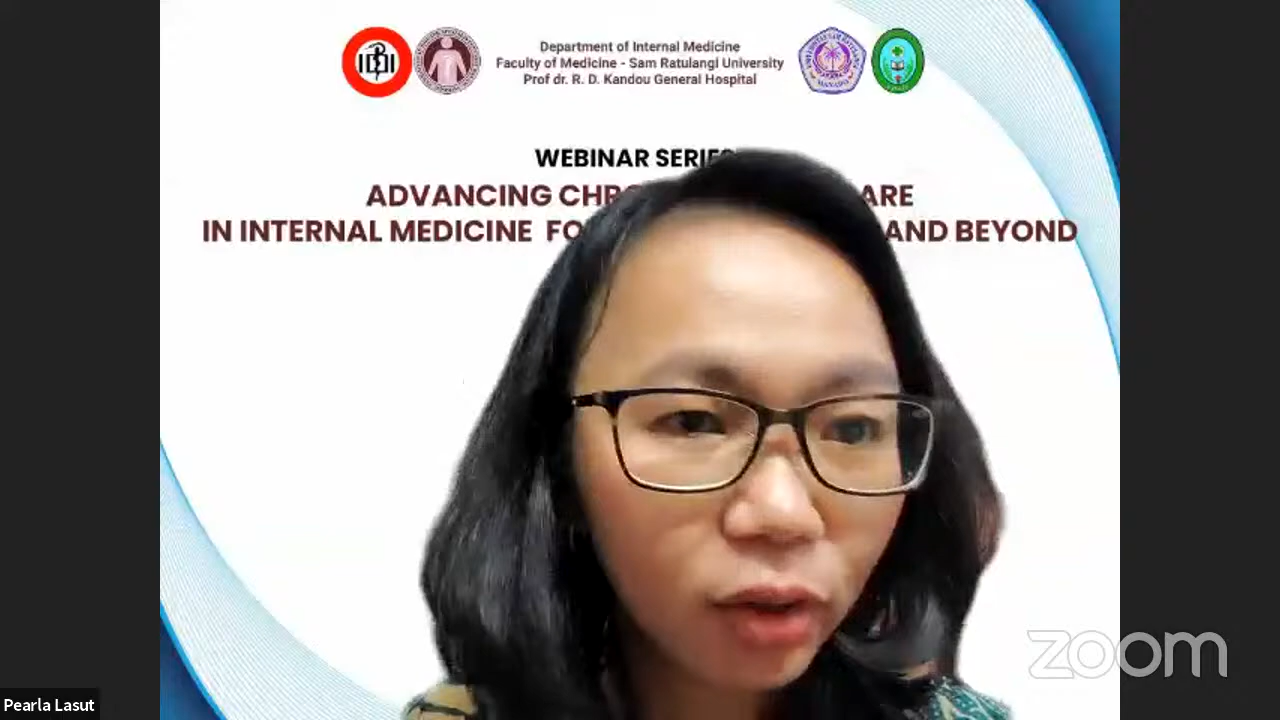 Department of Internal Medicine
Faculty of Medicine - Sam Ratulangi University
Prof dr. R. D. Kandou General Hospital
WEBINAR SERIES
ADVANCING CHR ARE
IN INTERNAL MEDICINE FO AND BEYOND
zoom
Pearla Lasut